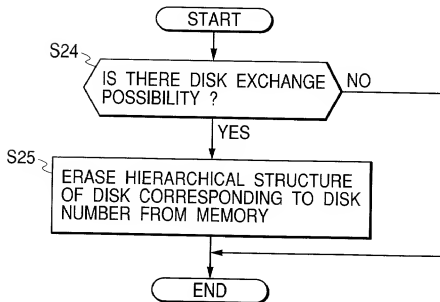 START
S24
IS THERE DISK EXCHANGE
POSSIBILITY ?
NO
YES
S25
ERASE HIERARCHICAL STRUCTURE
OF DISK CORRESPONDING TO DISK
NUMBER FROM MEMORY
END